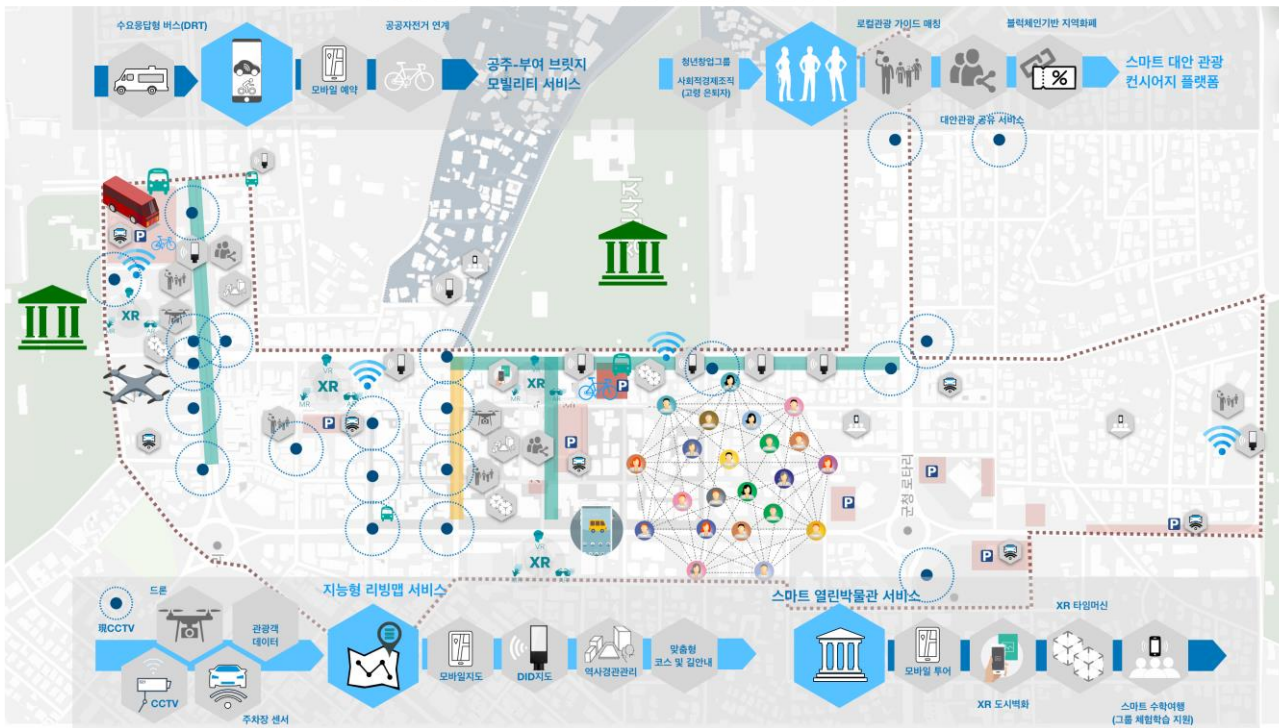 수요응답형 버스(DRT)
공공자전거 연계
모바일 예약
공주-부여 브릿지
모빌리티 서비스
청년창업그룹
사회적경제조직
(고령 은퇴자)
로컬관광 가이드 매칭
블럭체인기반 지역화폐
%
대안관광 공유 서비스
스마트 대안 관광
컨시어지 플랫폼
P
XR
VR
XR
MR
VR
XR
MR
P
P
P
군청로타리
P
P
P
VR
XR
지능형 리빙맵 서비스
스마트 열린박물관 서비스
드론
現CCTV
관광객
데이터
CCTV
주차장 센서
모바일지도
DID지도
역사경관관리
맞춤형
코스 및 길안내
모바일 투어
XR 도시벽화
XR 타임머신
스마트 수학여행
(그룹 체험학습 지원)